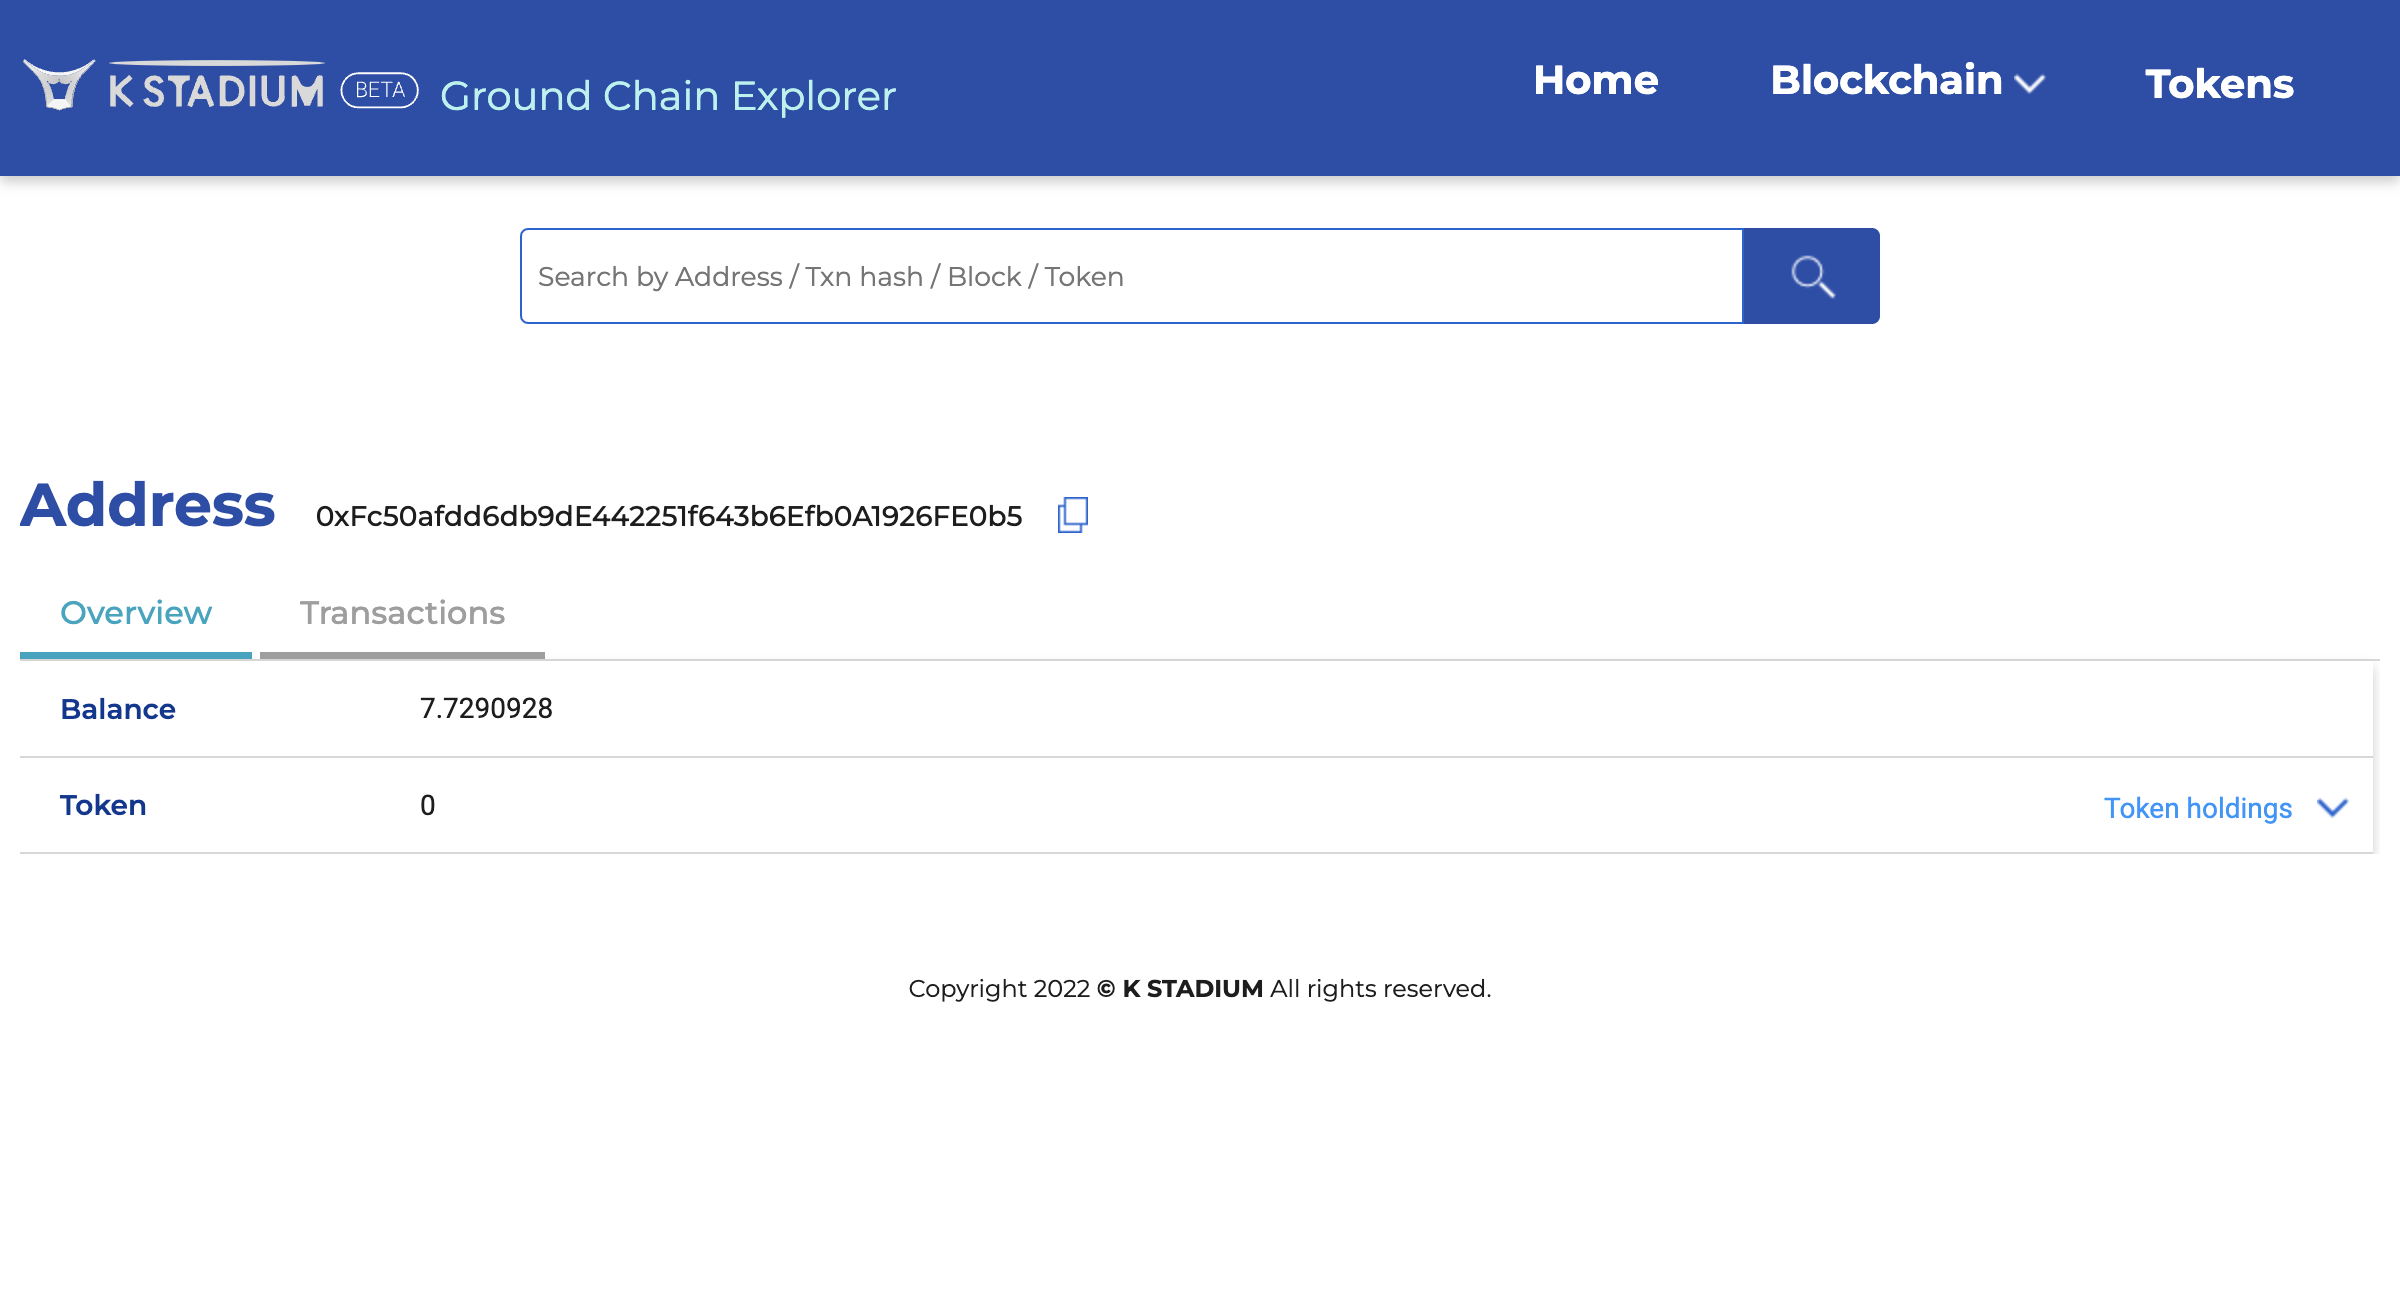 K STADIUM BETA Ground Chain Explorer Home Blockchain Tokens
Search by Address / Txn hash / Block / Token
Address 0xFc50afdd6db9dE442251f643b6Efb0A1926FE0b5
Overview Transactions
Balance 7.7290928
Token 0 Token holdings
Copyright 2022 © K STADIUM All rights reserved.